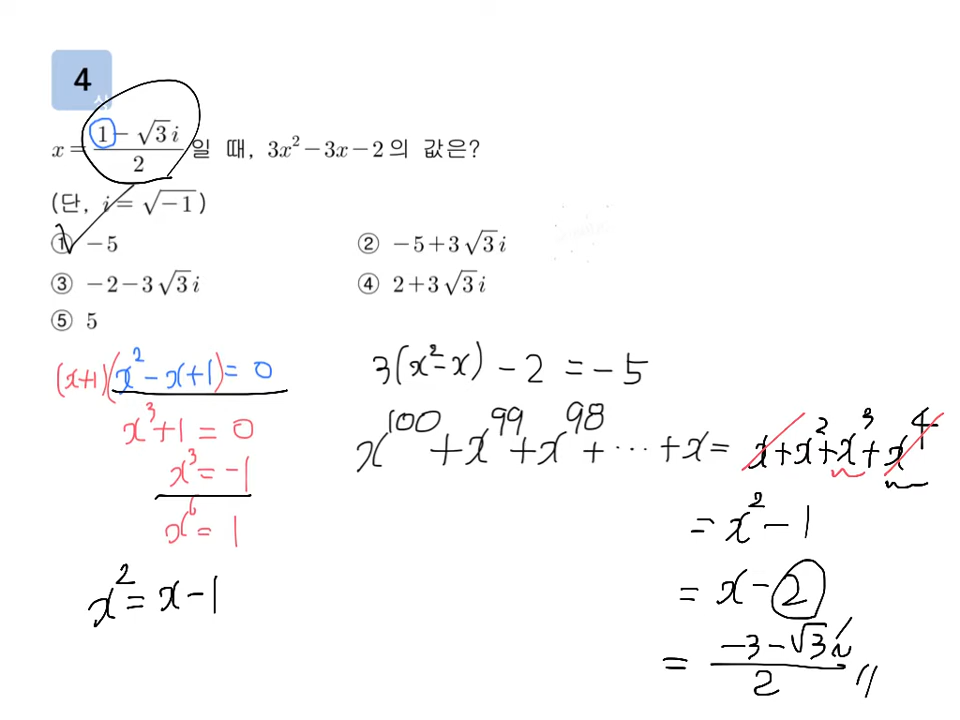 4
x = (1 - √3 i)/2 일 때, 3x² - 3x - 2의 값은?
(단, i = √-1)
① -5
② -5 + 3√3 i
③ -2 - 3√3 i
④ 2 + 3√3 i
⑤ 5
(x+1)(x² - x + 1) = 0
x³ + 1 = 0
x³ = -1
x⁶ = 1
x² = x - 1
3(x² - x) - 2 = -5
x¹⁰⁰ + x⁹⁹ + x⁹⁸ + ⋯ + x = x + x² + x³ + x⁴
= x² - 1
= x - 2
= (-3 - √3 i)/2